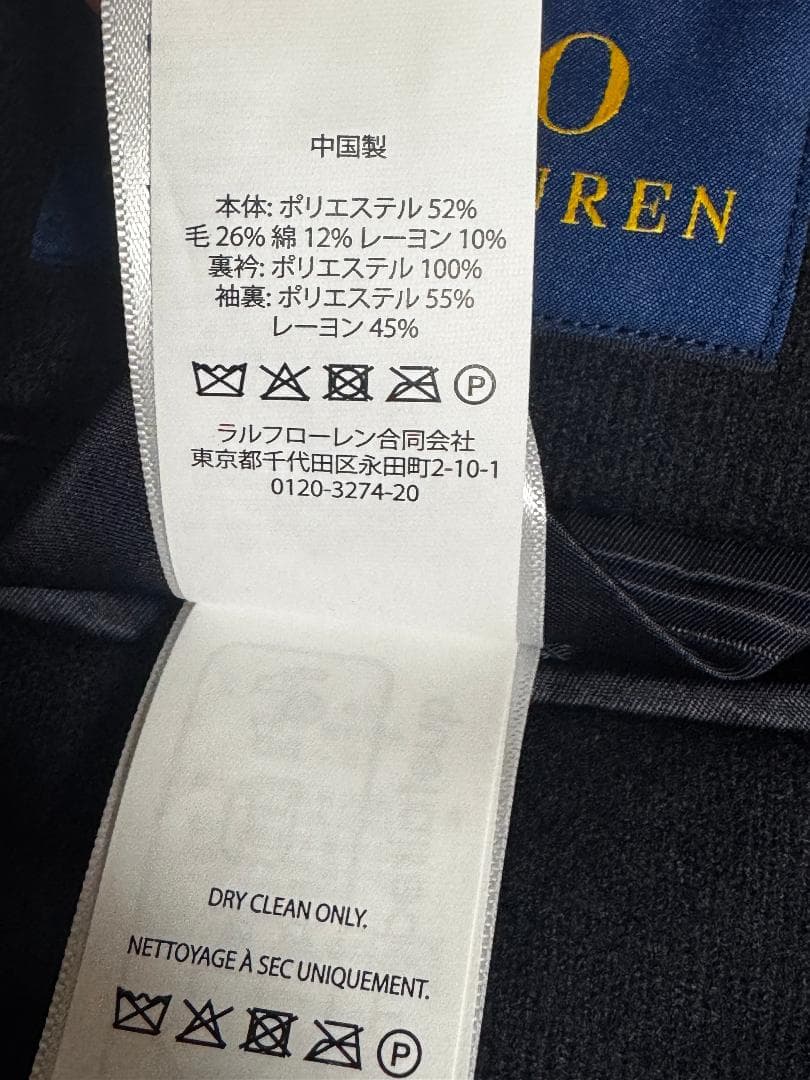 O
UREN
中国製
本体: ポリエステル 52%
毛 26% 綿 12% レーヨン 10%
裏衿: ポリエステル 100%
袖裏: ポリエステル 55%
レーヨン 45%
P
ラルフローレン合同会社
東京都千代田区永田町2-10-1
0120-3274-20
DRY CLEAN ONLY.
NETTOYAGE À SEC UNIQUEMENT.
P